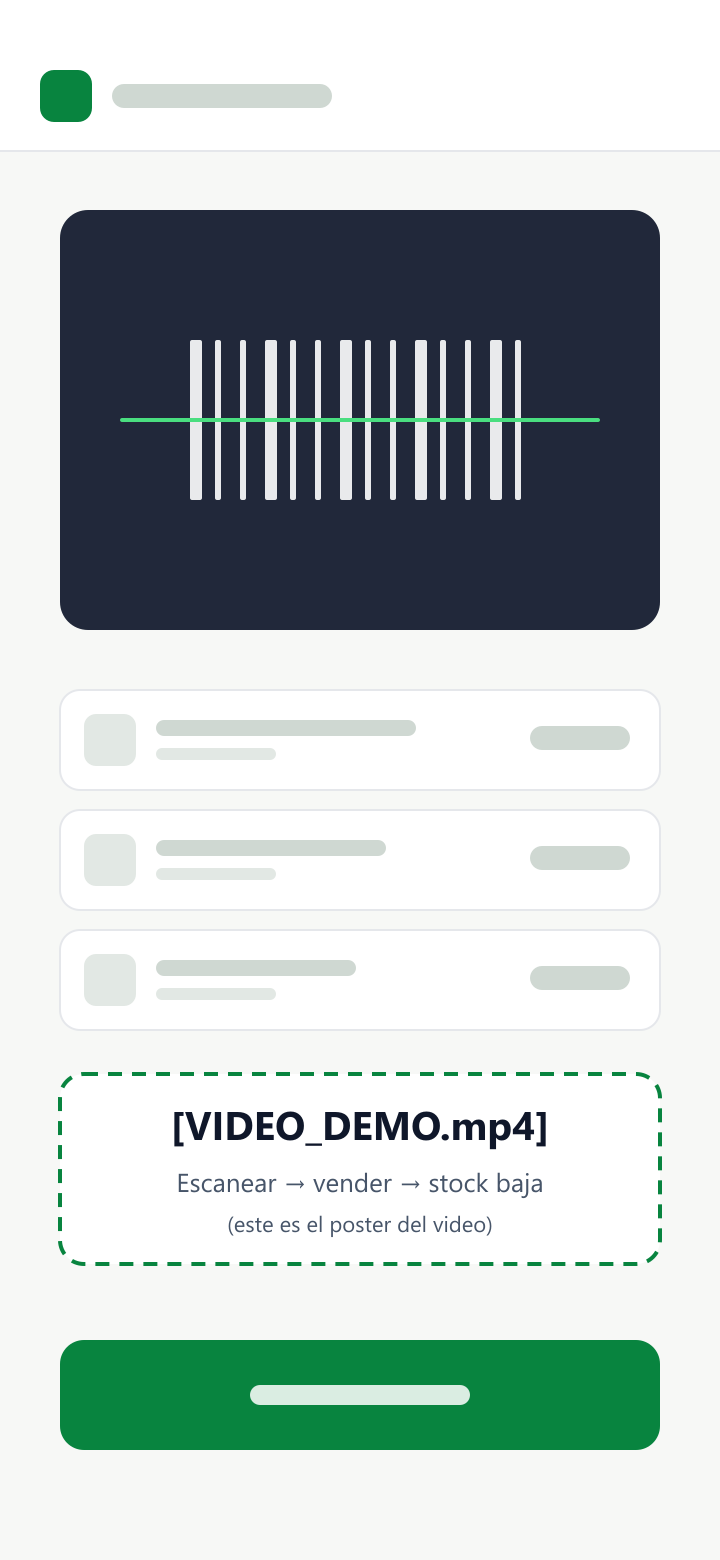 [VIDEO_DEMO.mp4]
Escanear → vender → stock baja
(este es el poster del video)